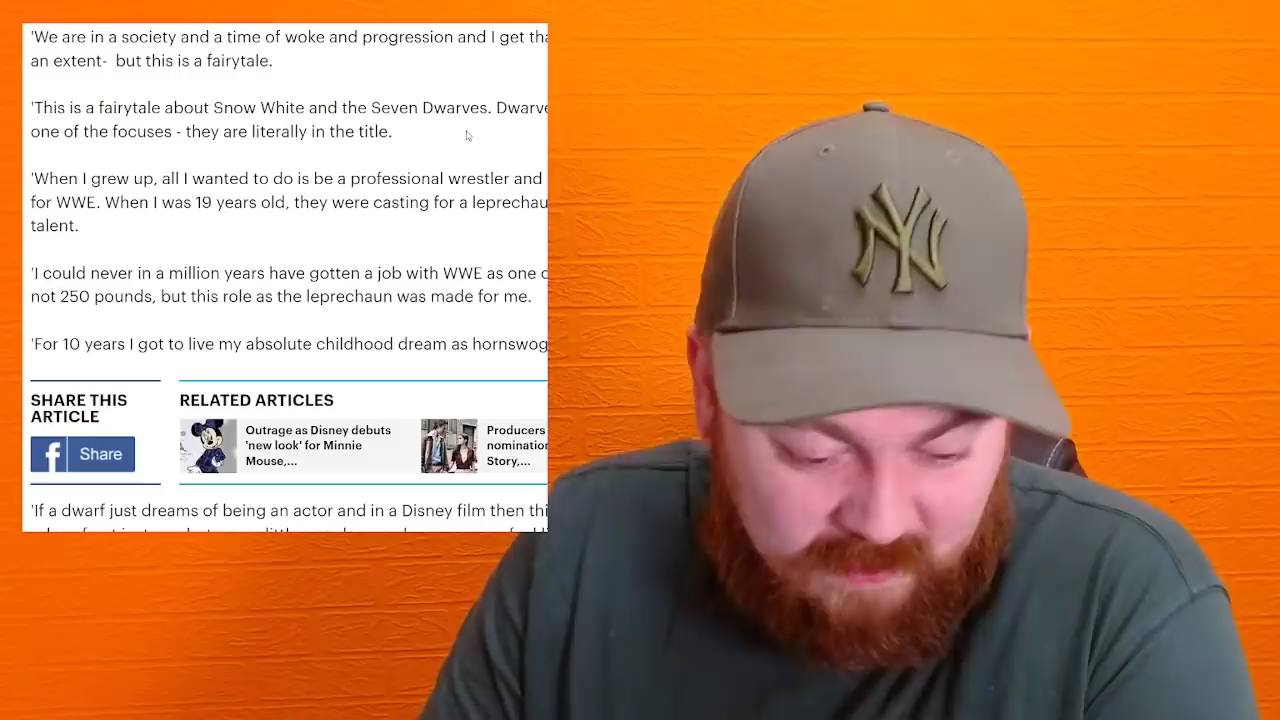 'We are in a society and a time of woke and progression and I get
an extent- but this is a fairytale.
'This is a fairytale about Snow White and the Seven Dwarves.
one of the focuses - they are literally in the title.
'When I grew up, all I wanted to do is be a professional wrestler and
for WWE. When I was 19 years old, they were casting for a
talent.
'I could never in a million years have gotten a job with WWE as one
not 250 pounds, but this role as the leprechaun was made for me.
'For 10 years I got to live my absolute childhood dream as
SHARE THIS
ARTICLE
f Share
RELATED ARTICLES
Outrage as Disney debuts
'new look' for Minnie
Mouse,...
Producers
Story,...
'If a dwarf just dreams of being an actor and in a Disney film then
NY